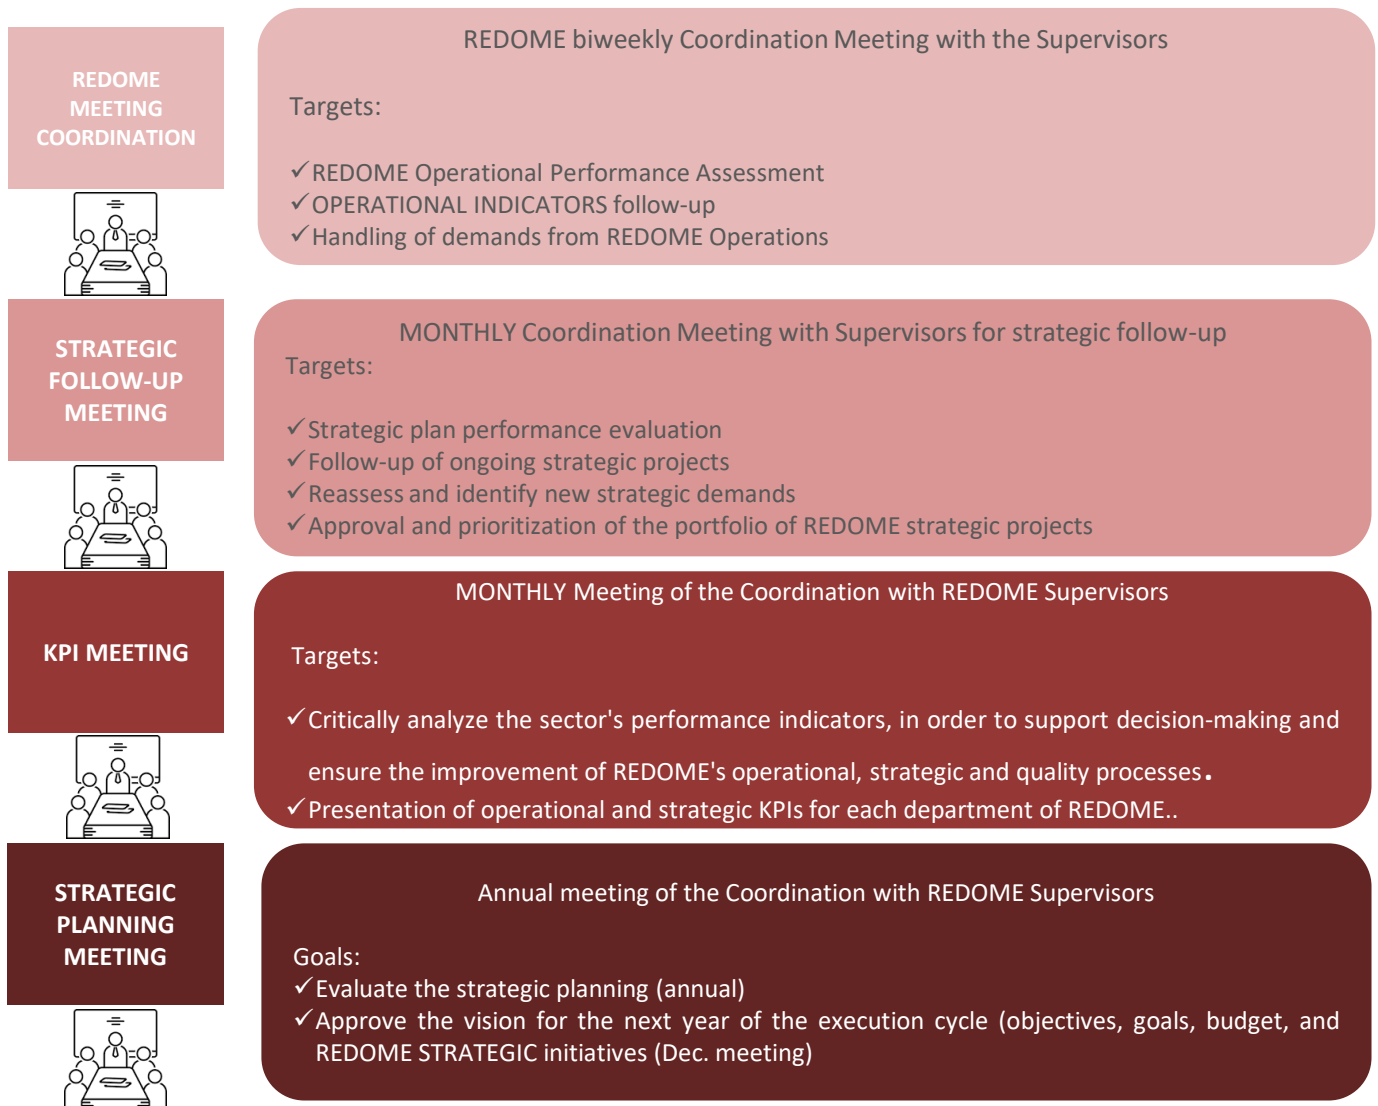 REDOME
MEETING
COORDINATION
REDOME biweekly Coordination Meeting with the Supervisors
Targets:
✓REDOME Operational Performance Assessment
✓OPERATIONAL INDICATORS follow-up
✓Handling of demands from REDOME Operations
STRATEGIC
FOLLOW-UP
MEETING
MONTHLY Coordination Meeting with Supervisors for strategic follow-up
Targets:
✓Strategic plan performance evaluation
✓Follow-up of ongoing strategic projects
✓Reassess and identify new strategic demands
✓Approval and prioritization of the portfolio of REDOME strategic projects
KPI MEETING
MONTHLY Meeting of the Coordination with REDOME Supervisors
Targets:
✓Critically analyze the sector's performance indicators, in order to support decision-making and
ensure the improvement of REDOME's operational, strategic and quality processes.
✓Presentation of operational and strategic KPIs for each department of REDOME..
STRATEGIC
PLANNING
MEETING
Annual meeting of the Coordination with REDOME Supervisors
Goals:
✓Evaluate the strategic planning (annual)
✓Approve the vision for the next year of the execution cycle (objectives, goals, budget, and
REDOME STRATEGIC initiatives (Dec. meeting)